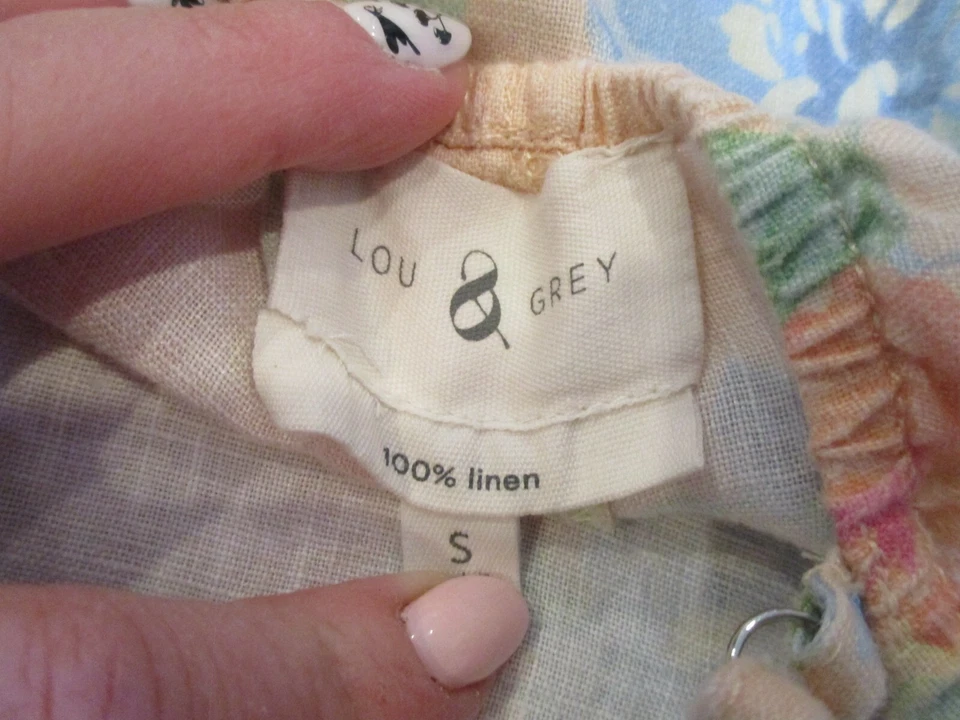 LOU & GREY
100% linen
S